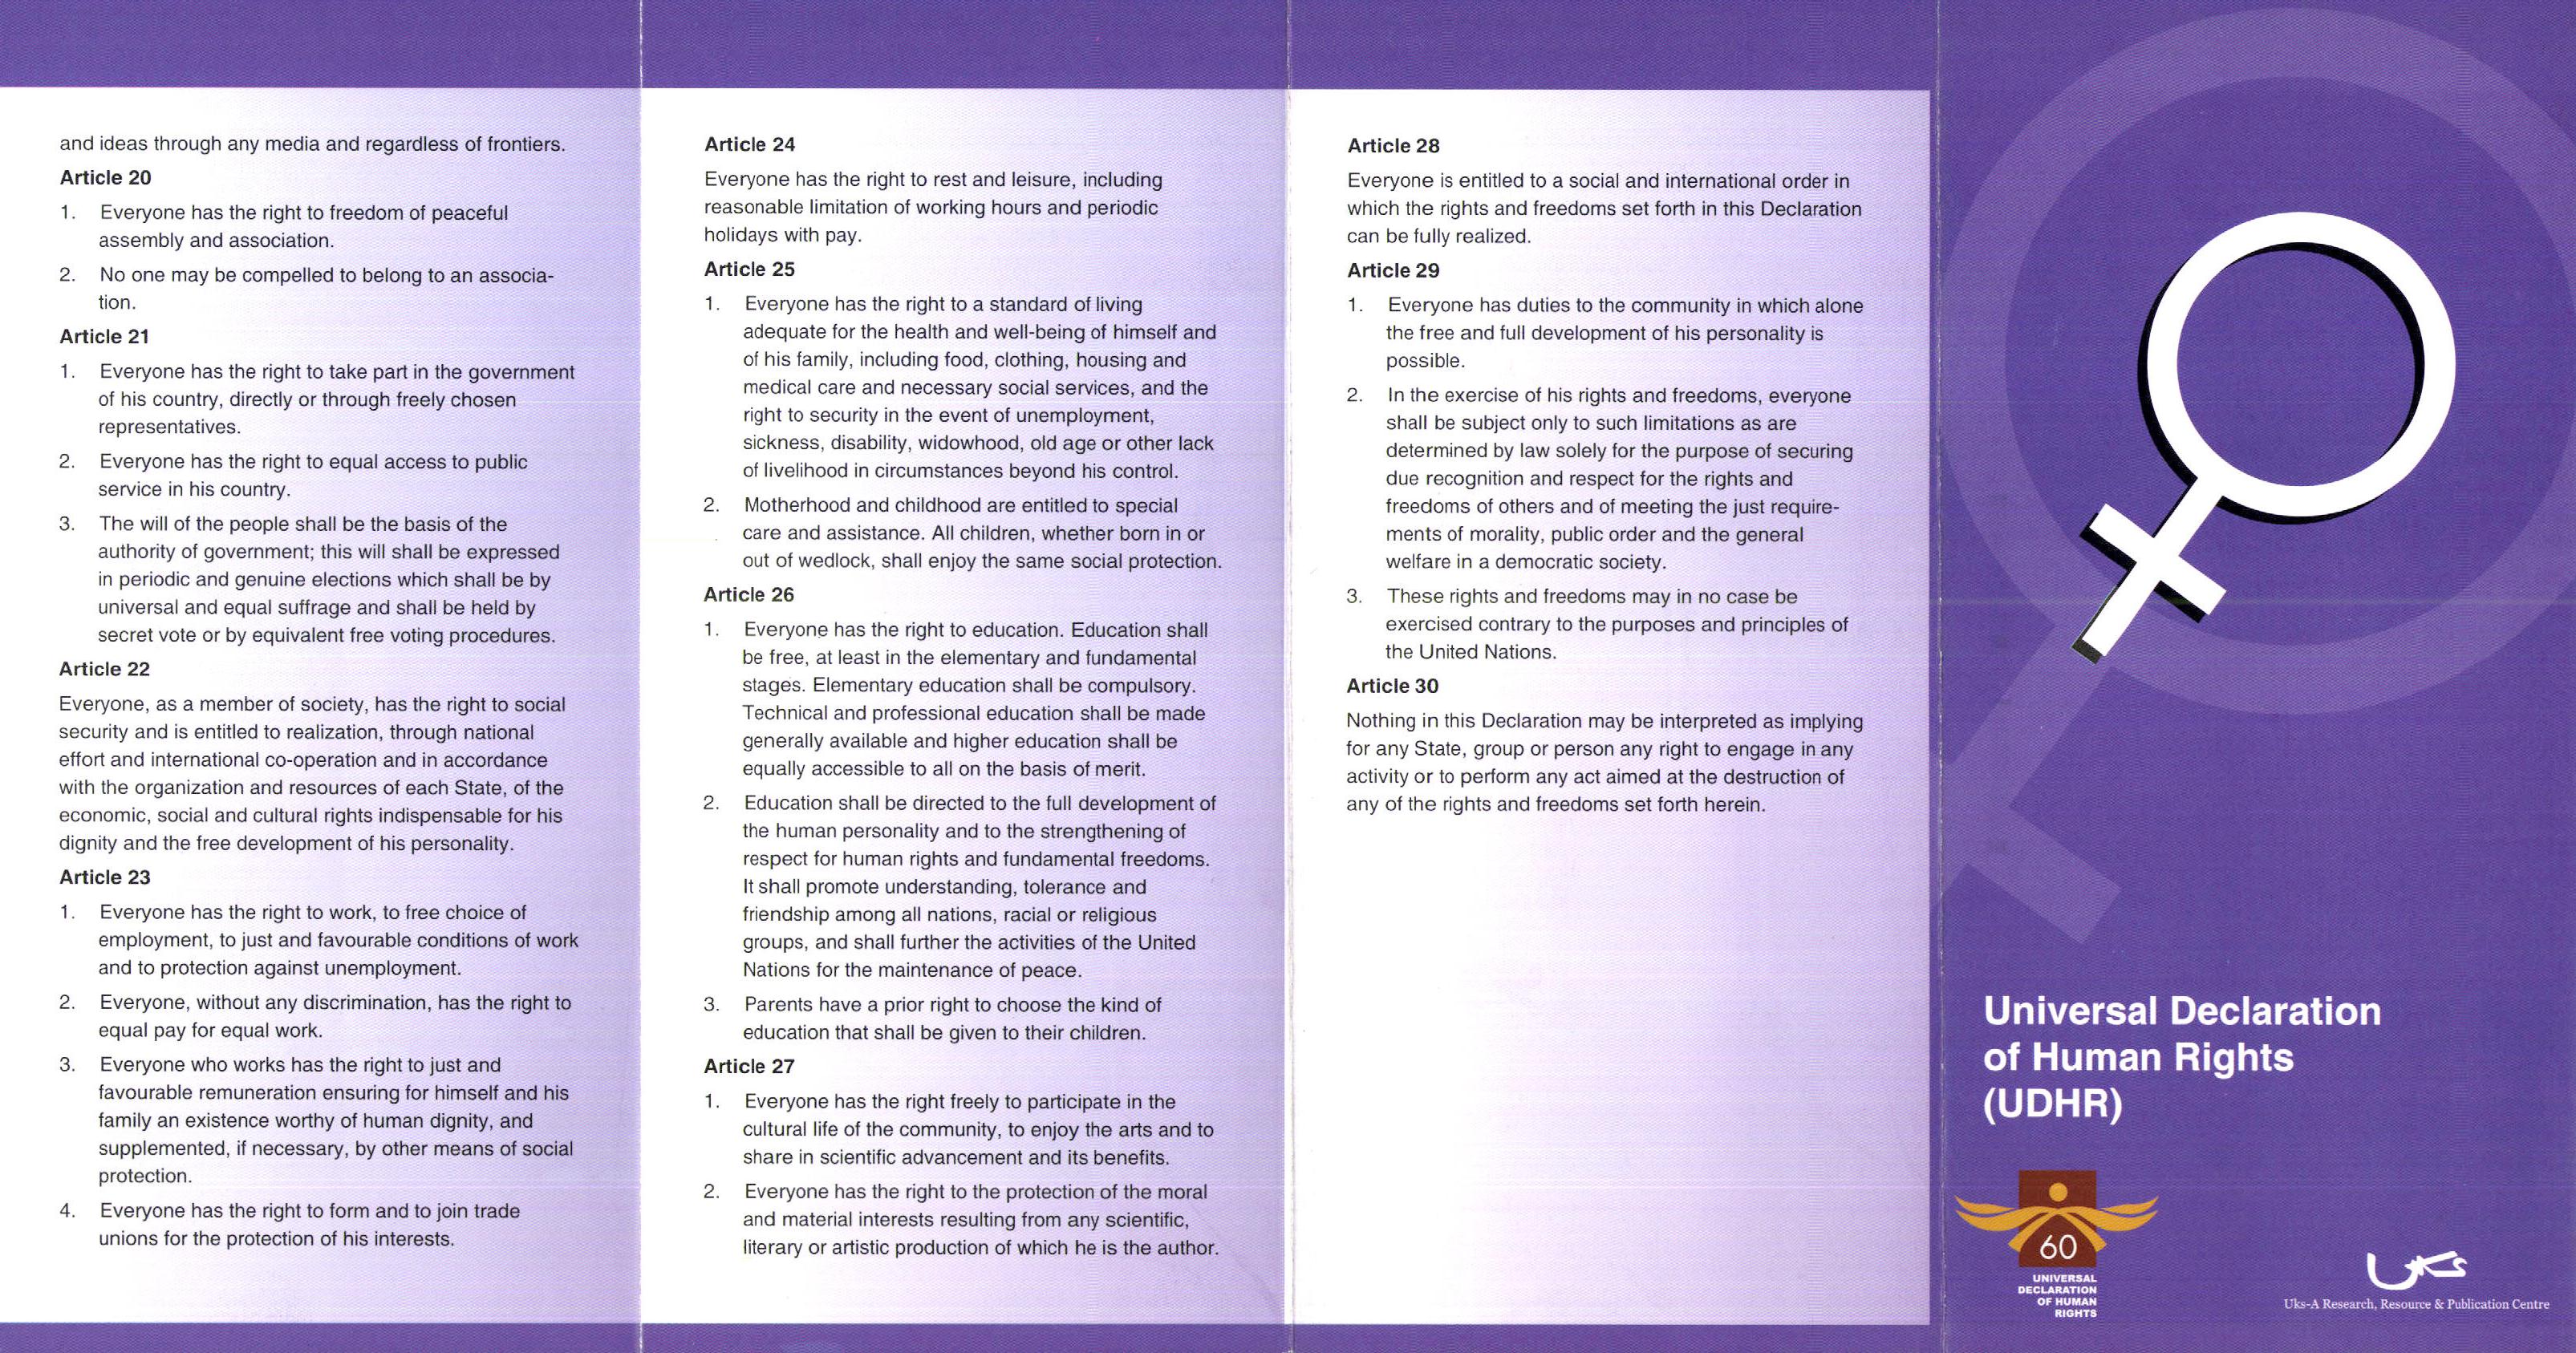 and ideas through any media and regardless of frontiers.
Article 20
1. Everyone has the right to freedom of peaceful
assembly and association.
2. No one may be compelled to belong to an associa-
tion.
Article 21
1. Everyone has the right to take part in the government
of his country, directly or through freely chosen
representatives.
2. Everyone has the right to equal access to public
service in his country.
3. The will of the people shall be the basis of the
authority of government; this will shall be expressed
in periodic and genuine elections which shall be by
universal and equal suffrage and shall be held by
secret vote or by equivalent free voting procedures.
Article 22
Everyone, as a member of society, has the right to social
security and is entitled to realization, through national
effort and international co-operation and in accordance
with the organization and resources of each State, of the
economic, social and cultural rights indispensable for his
dignity and the free development of his personality.
Article 23
1. Everyone has the right to work, to free choice of
employment, to just and favourable conditions of work
and to protection against unemployment.
2. Everyone, without any discrimination, has the right to
equal pay for equal work.
3. Everyone who works has the right to just and
favourable remuneration ensuring for himself and his
family an existence worthy of human dignity, and
supplemented, if necessary, by other means of social
protection.
4. Everyone has the right to form and to join trade
unions for the protection of his interests.
Article 24
Everyone has the right to rest and leisure, including
reasonable limitation of working hours and periodic
holidays with pay.
Article 25
1. Everyone has the right to a standard of living
adequate for the health and well-being of himself and
of his family, including food, clothing, housing and
medical care and necessary social services, and the
right to security in the event of unemployment,
sickness, disability, widowhood, old age or other lack
of livelihood in circumstances beyond his control.
2. Motherhood and childhood are entitled to special
care and assistance. All children, whether born in or
out of wedlock, shall enjoy the same social protection.
Article 26
1. Everyone has the right to education. Education shall
be free, at least in the elementary and fundamental
stages. Elementary education shall be compulsory.
Technical and professional education shall be made
generally available and higher education shall be
equally accessible to all on the basis of merit.
2. Education shall be directed to the full development of
the human personality and to the strengthening of
respect for human rights and fundamental freedoms.
It shall promote understanding, tolerance and
friendship among all nations, racial or religious
groups, and shall further the activities of the United
Nations for the maintenance of peace.
3. Parents have a prior right to choose the kind of
education that shall be given to their children.
Article 27
1. Everyone has the right freely to participate in the
cultural life of the community, to enjoy the arts and to
share in scientific advancement and its benefits.
2. Everyone has the right to the protection of the moral
and material interests resulting from any scientific,
literary or artistic production of which he is the author.
Article 28
Everyone is entitled to a social and international order in
which the rights and freedoms set forth in this Declaration
can be fully realized.
Article 29
1. Everyone has duties to the community in which alone
the free and full development of his personality is
possible.
2. In the exercise of his rights and freedoms, everyone
shall be subject only to such limitations as are
determined by law solely for the purpose of securing
due recognition and respect for the rights and
freedoms of others and of meeting the just require-
ments of morality, public order and the general
welfare in a democratic society.
3. These rights and freedoms may in no case be
exercised contrary to the purposes and principles of
the United Nations.
Article 30
Nothing in this Declaration may be interpreted as implying
for any State, group or person any right to engage in any
activity or to perform any act aimed at the destruction of
any of the rights and freedoms set forth herein.
Universal Declaration
of Human Rights
(UDHR)
60
UNIVERSAL
DECLARATION
OF HUMAN
RIGHTS
Uks
Uks-A Research, Resource & Publication Centre